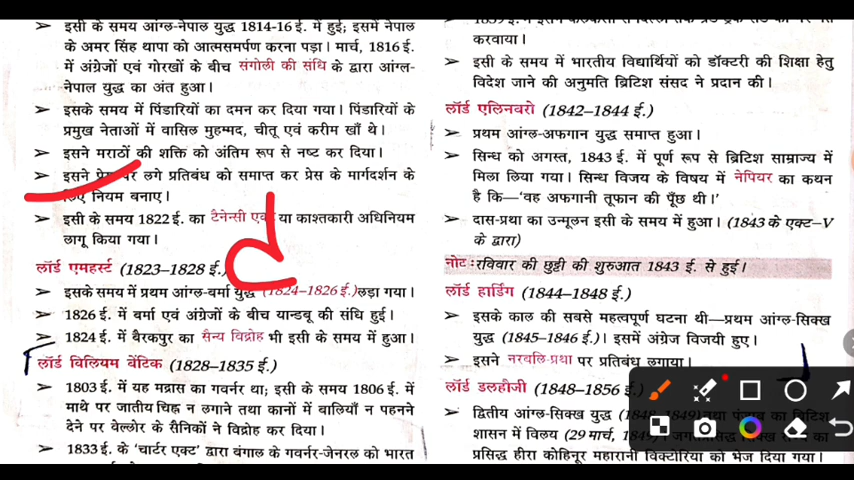 ➢ इसी के समय आंग्ल-नेपाल युद्ध 1814-16 ई. में हुई; इसमें नेपाल
के अमर सिंह थापा को आत्मसमर्पण करना पड़ा। मार्च, 1816 ई.
में अंग्रेजों एवं गोरखों के बीच संगोली की संधि के द्वारा आंग्ल-
नेपाल युद्ध का अंत हुआ।
➢ इसके समय में पिंडारियों का दमन कर दिया गया। पिंडारियों के
प्रमुख नेताओं में वासिल मुहम्मद, चीतू एवं करीम खाँ थे।
➢ इसने मराठों की शक्ति को अंतिम रूप से नष्ट कर दिया।
➢ इसने प्रेस पर लगे प्रतिबंध को समाप्त कर प्रेस के मार्गदर्शन के
लिए नियम बनाए।
➢ इसी के समय 1822 ई. का टैनेन्सी एक्ट या काश्तकारी अधिनियम
लागू किया गया।
लॉर्ड एमहर्स्ट (1823–1828 ई.)
➢ इसके समय में प्रथम आंग्ल-बर्मा युद्ध (1824–1826 ई.) लड़ा गया।
➢ 1826 ई. में बर्मा एवं अंग्रेजों के बीच यान्डबू की संधि हुई।
➢ 1824 ई. में बैरकपुर का सैन्य विद्रोह भी इसी के समय में हुआ।
लॉर्ड विलियम बेंटिक (1828–1835 ई.)
➢ 1803 ई. में यह मद्रास का गवर्नर था; इसी के समय 1806 ई. में
माथे पर जातीय चिह्न न लगाने तथा कानों में बालियाँ न पहनने
देने पर वेल्लोर के सैनिकों ने विद्रोह कर दिया।
➢ 1833 ई. के 'चार्टर एक्ट' द्वारा बंगाल के गवर्नर-जेनरल को भारत
करवाया।
➢ इसी के समय में भारतीय विद्यार्थियों को डॉक्टरी की शिक्षा हेतु
विदेश जाने की अनुमति ब्रिटिश संसद ने प्रदान की।
लॉर्ड एलिनबरो (1842–1844 ई.)
➢ प्रथम आंग्ल-अफगान युद्ध समाप्त हुआ।
➢ सिन्ध को अगस्त, 1843 ई. में पूर्ण रूप से ब्रिटिश साम्राज्य में
मिला लिया गया। सिन्ध विजय के विषय में नेपियर का कथन
है कि–'वह अफगानी तूफान की पूँछ थी।'
➢ दास-प्रथा का उन्मूलन इसी के समय में हुआ। (1843 के एक्ट–V
के द्वारा)
नोट : रविवार की छुट्टी की शुरुआत 1843 ई. से हुई।
लॉर्ड हार्डिंग (1844–1848 ई.)
➢ इसके काल की सबसे महत्वपूर्ण घटना थी–प्रथम आंग्ल-सिक्ख
युद्ध (1845–1846 ई.)। इसमें अंग्रेज विजयी हुए।
➢ इसने नरबलि-प्रथा पर प्रतिबंध लगाया।
लॉर्ड डलहौजी (1848–1856 ई.)
➢ द्वितीय आंग्ल-सिक्ख युद्ध (1848–1849) तथा पंजाब का ब्रिटिश
शासन में विलय (29 मार्च, 1849)। जगतप्रसिद्ध सिक्ख राज्य का
प्रसिद्ध हीरा कोहिनूर महारानी विक्टोरिया को भेज दिया गया।